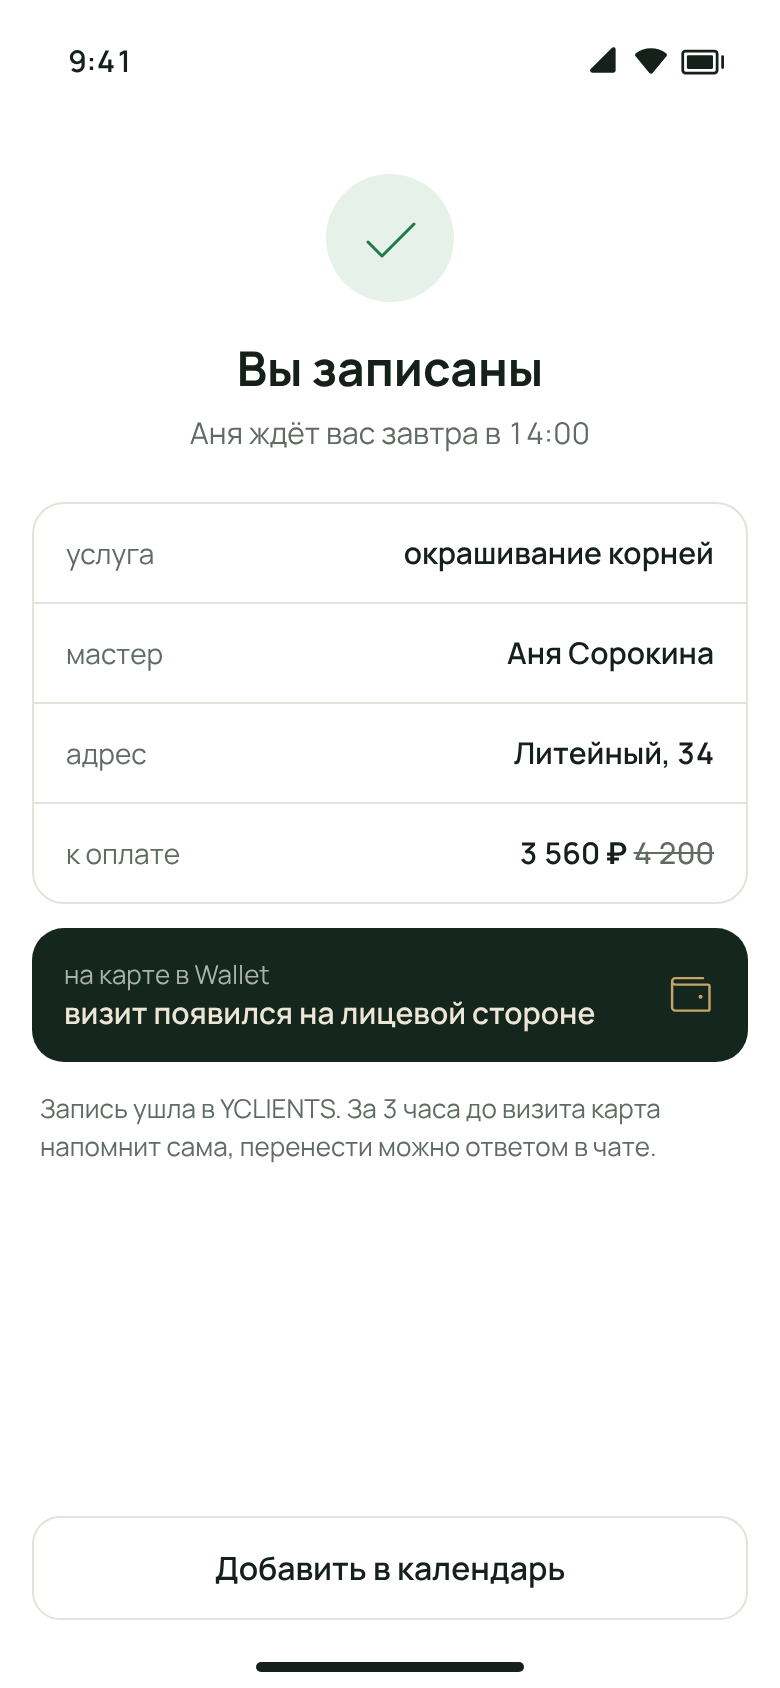 9:41
Вы записаны
Аня ждёт вас завтра в 14:00
услуга окрашивание корней
мастер Аня Сорокина
адрес Литейный, 34
к оплате 3 560 ₽ 4 200
на карте в Wallet
визит появился на лицевой стороне
Запись ушла в YCLIENTS. За 3 часа до визита карта
напомнит сама, перенести можно ответом в чате.
Добавить в календарь